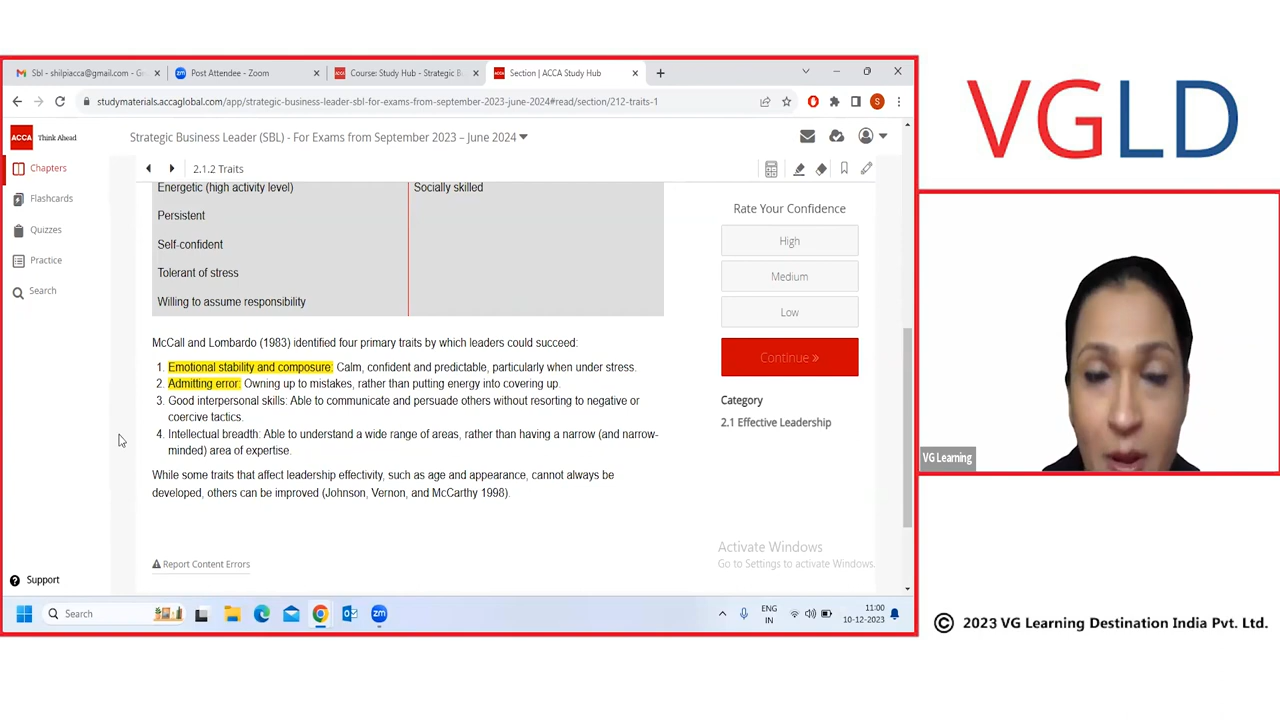 Sbl - shilpiacca@gmail.com - G
Post Attendee - Zoom
Course: Study Hub - Strategic B
Section | ACCA Study Hub
studymaterials.accaglobal.com/app/strategic-business-leader-sbl-for-exams-from-september-2023-june-2024#read/section/212-traits-1
S
ACCA Think Ahead
Strategic Business Leader (SBL) - For Exams from September 2023 – June 2024
Chapters
Flashcards
Quizzes
Practice
Search
2.1.2 Traits
Energetic (high activity level)
Socially skilled
Persistent
Self-confident
Tolerant of stress
Willing to assume responsibility
McCall and Lombardo (1983) identified four primary traits by which leaders could succeed:
1. Emotional stability and composure: Calm, confident and predictable, particularly when under stress.
2. Admitting error: Owning up to mistakes, rather than putting energy into covering up.
3. Good interpersonal skills: Able to communicate and persuade others without resorting to negative or
coercive tactics.
4. Intellectual breadth: Able to understand a wide range of areas, rather than having a narrow (and narrow-
minded) area of expertise.
While some traits that affect leadership effectivity, such as age and appearance, cannot always be
developed, others can be improved (Johnson, Vernon, and McCarthy 1998).
Report Content Errors
Rate Your Confidence
High
Medium
Low
Continue »
Category
2.1 Effective Leadership
Activate Windows
Go to Settings to activate Windows.
Support
Search
zm
ENG
IN
11:00
10-12-2023
VGLD
VG Learning
© 2023 VG Learning Destination India Pvt. Ltd.